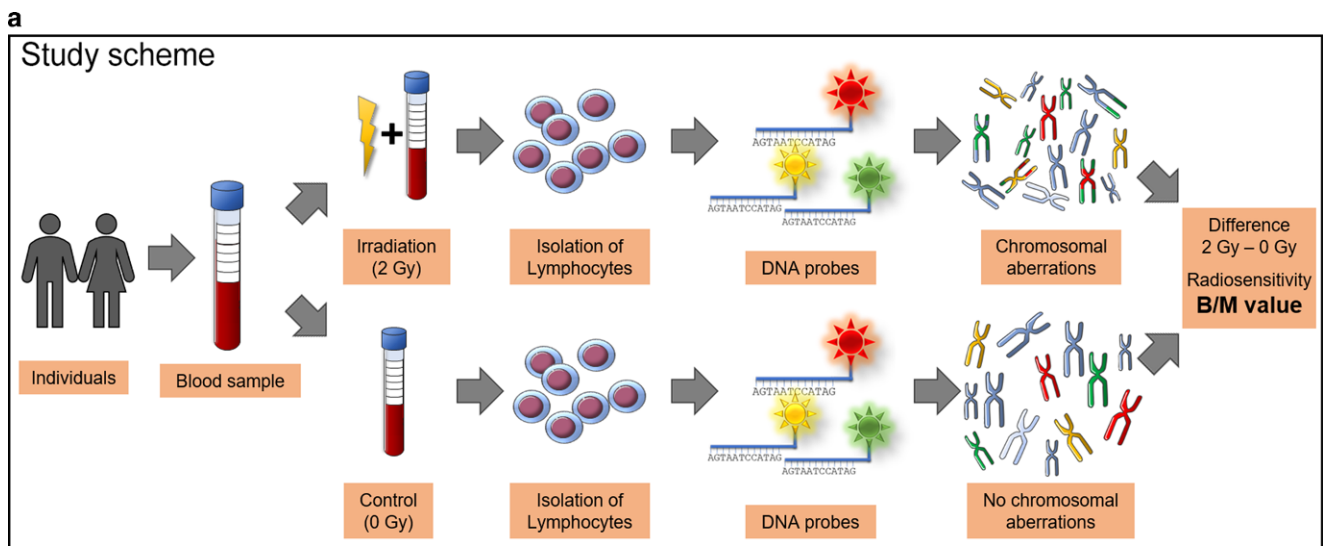 a
Study scheme
Individuals
Blood sample
Irradiation
(2 Gy)
Isolation of
Lymphocytes
AGTAATCCATAG
AGTAATCCATAG
AGTAATCCATAG
DNA probes
Chromosomal
aberrations
Control
(0 Gy)
Isolation of
Lymphocytes
AGTAATCCATAG
AGTAATCCATAG
AGTAATCCATAG
DNA probes
No chromosomal
aberrations
Difference
2 Gy – 0 Gy
Radiosensitivity
B/M value